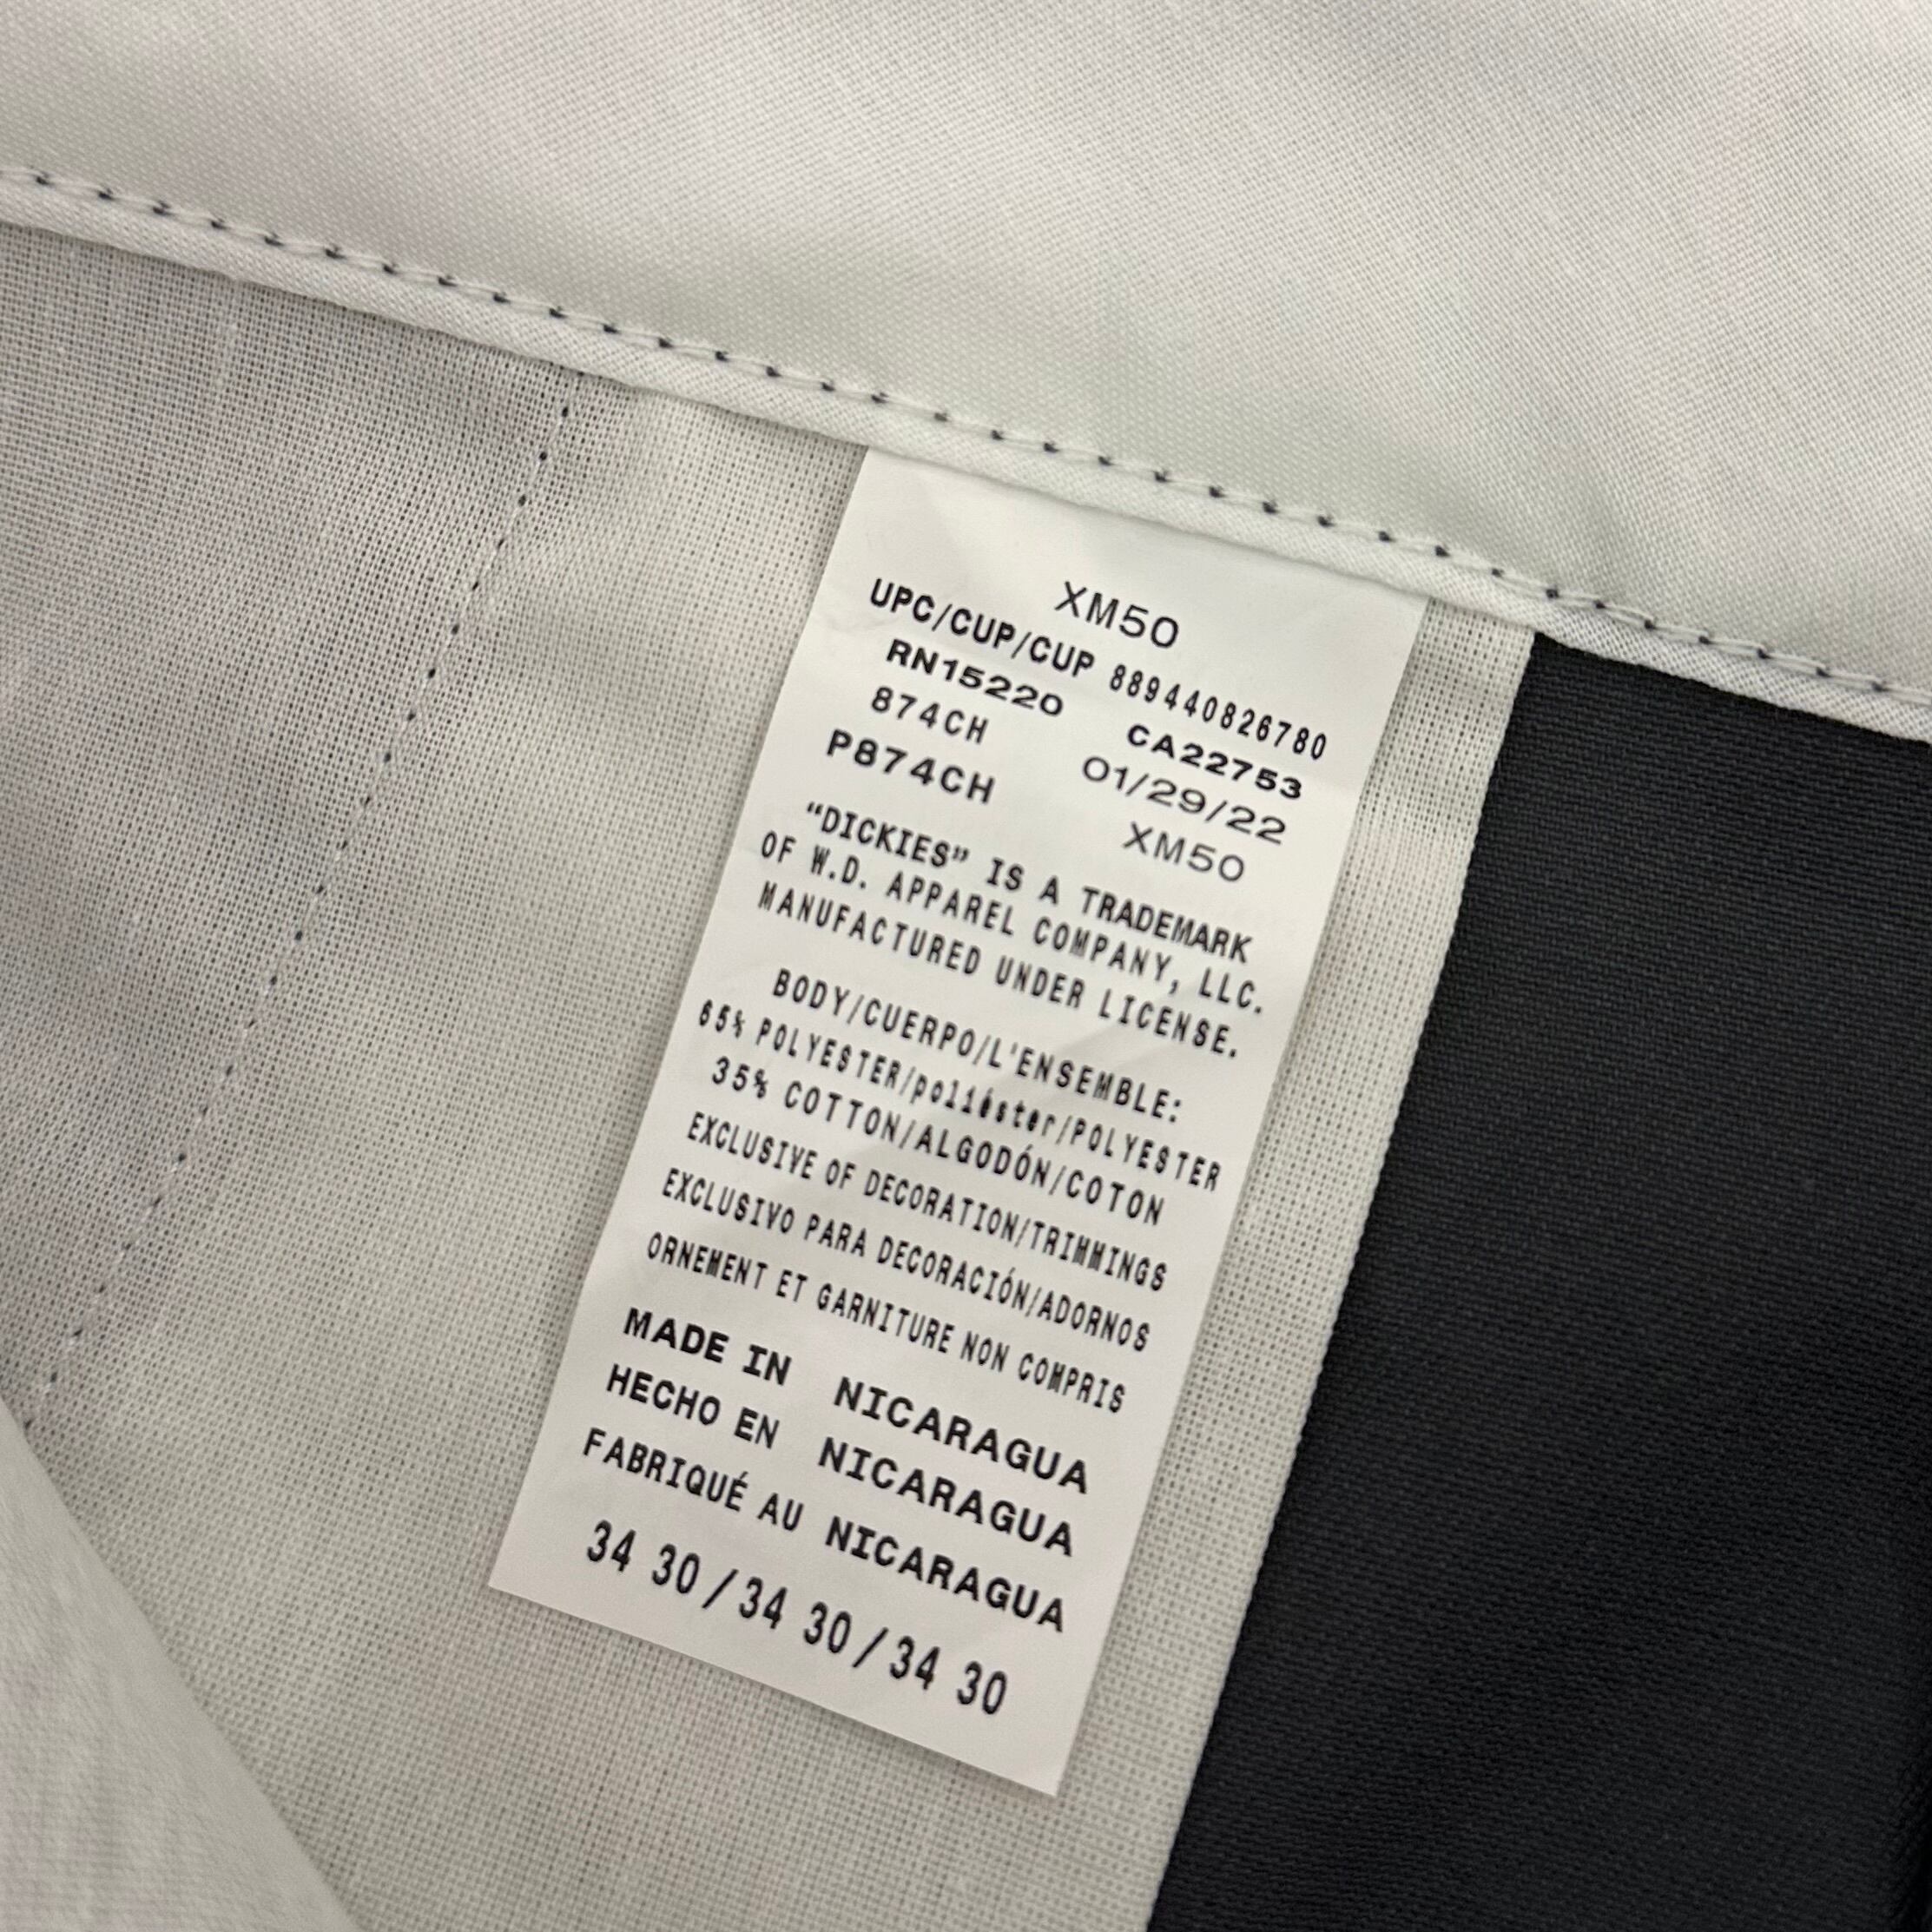 XM50
UPC/CUP/CUP 889440826780
RN15220 CA22753
874CH 01/29/22
P874CH XM50
“DICKIES” IS A TRADEMARK
OF W.D. APPAREL COMPANY, LLC.
MANUFACTURED UNDER LICENSE.
BODY/CUERPO/L'ENSEMBLE:
65% POLYESTER/poliéster/POLYESTER
35% COTTON/ALGODÓN/COTON
EXCLUSIVE OF DECORATION/TRIMMINGS
EXCLUSIVO PARA DECORACIÓN/ADORNOS
ORNEMENT ET GARNITURE NON COMPRIS
MADE IN NICARAGUA
HECHO EN NICARAGUA
FABRIQUÉ AU NICARAGUA
34 30/34 30/34 30